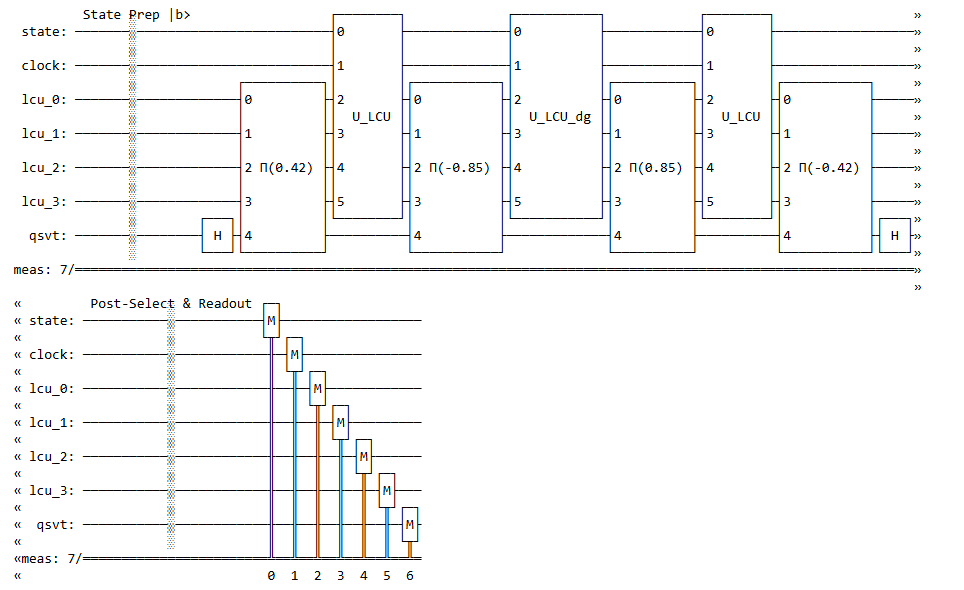 State Prep |b>
»
state: 0 0 0 »
»
clock: 1 1 1 »
»
lcu_0: 0 2 0 2 0 2 0 »
U_LCU U_LCU_dg U_LCU »
lcu_1: 1 3 1 3 1 3 1 »
»
lcu_2: 2 Π(0.42) 4 2 Π(-0.85) 4 2 Π(0.85) 4 2 Π(-0.42) »
»
lcu_3: 3 5 3 5 3 5 3 »
»
qsvt: H 4 4 4 4 H »
»
meas: 7/ »
»
« Post-Select & Readout
« state: M
«
« clock: M
«
« lcu_0: M
«
« lcu_1: M
«
« lcu_2: M
«
« lcu_3: M
«
« qsvt: M
«
«meas: 7/
« 0 1 2 3 4 5 6